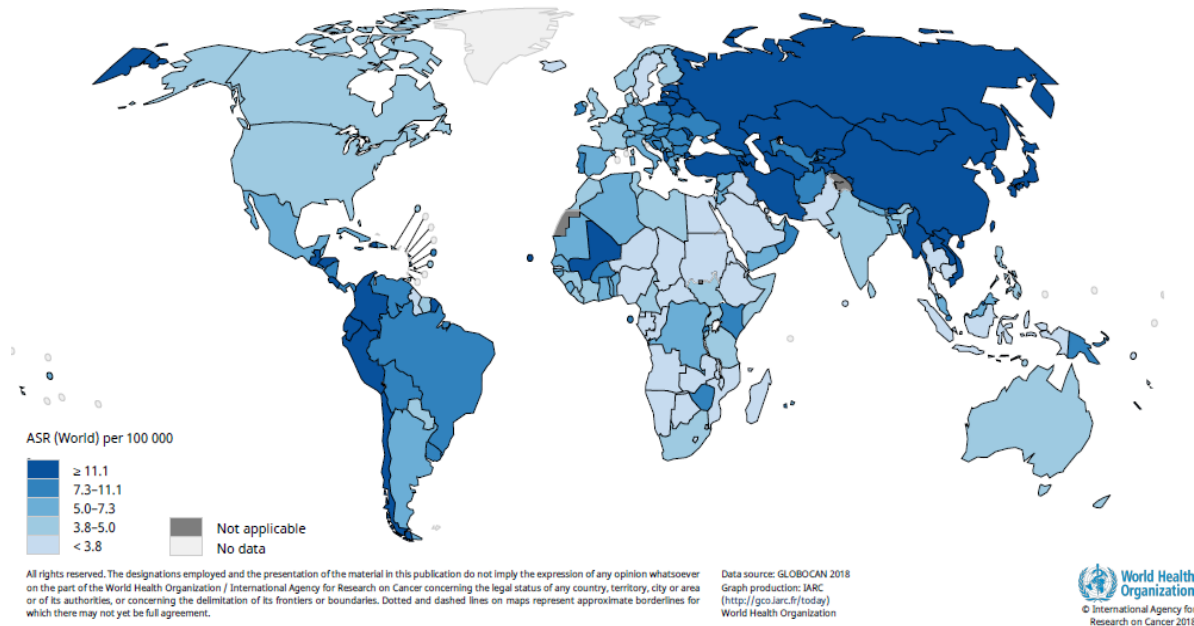 ASR (World) per 100 000
≥ 11.1
7.3–11.1
5.0–7.3
3.8–5.0
< 3.8
Not applicable
No data
All rights reserved. The designations employed and the presentation of the material in this publication do not imply the expression of any opinion whatsoever
on the part of the World Health Organization / International Agency for Research on Cancer concerning the legal status of any country, territory, city or area
or of its authorities, or concerning the delimitation of its frontiers or boundaries. Dotted and dashed lines on maps represent approximate borderlines for
which there may not yet be full agreement.
Data source: GLOBOCAN 2018
Graph production: IARC
(http://gco.iarc.fr/today)
World Health Organization
World Health
Organization
© International Agency for
Research on Cancer 2018